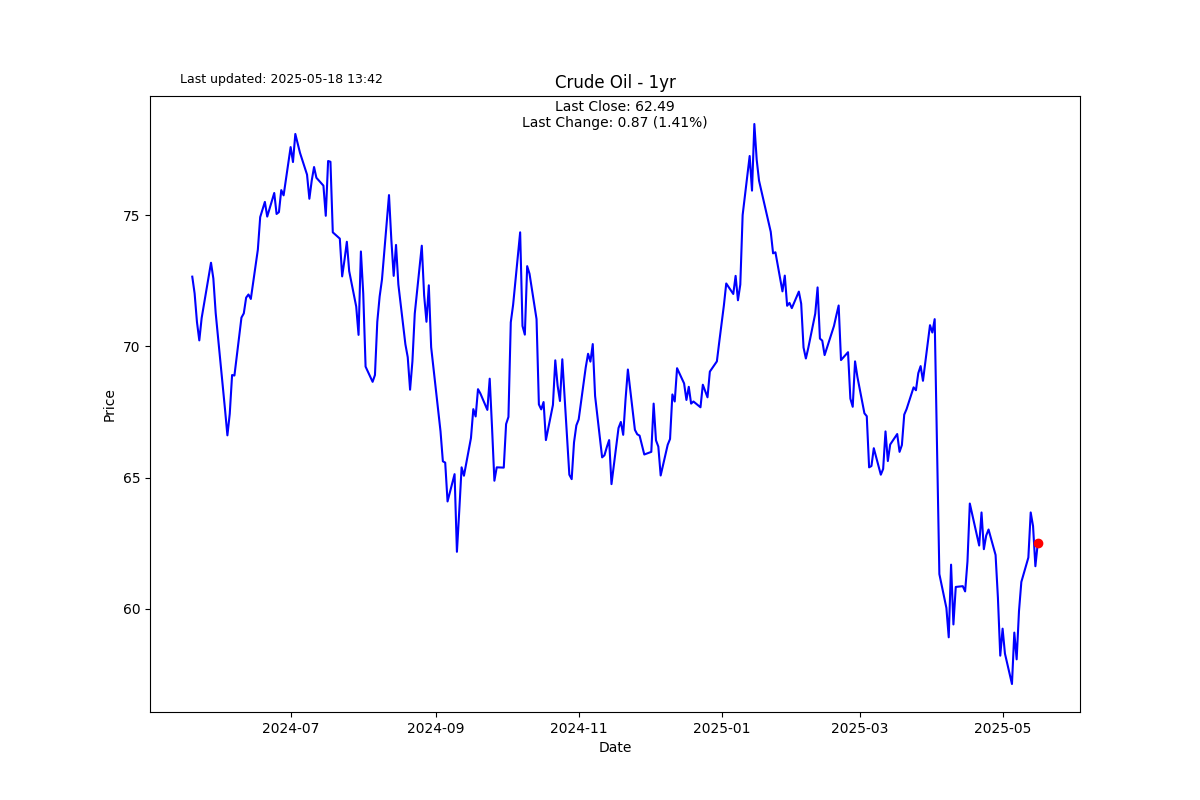 Last updated: 2025-05-18 13:42
Crude Oil - 1yr
Last Close: 62.49
Last Change: 0.87 (1.41%)
Price
75
70
65
60
2024-07
2024-09
2024-11
2025-01
2025-03
2025-05
Date